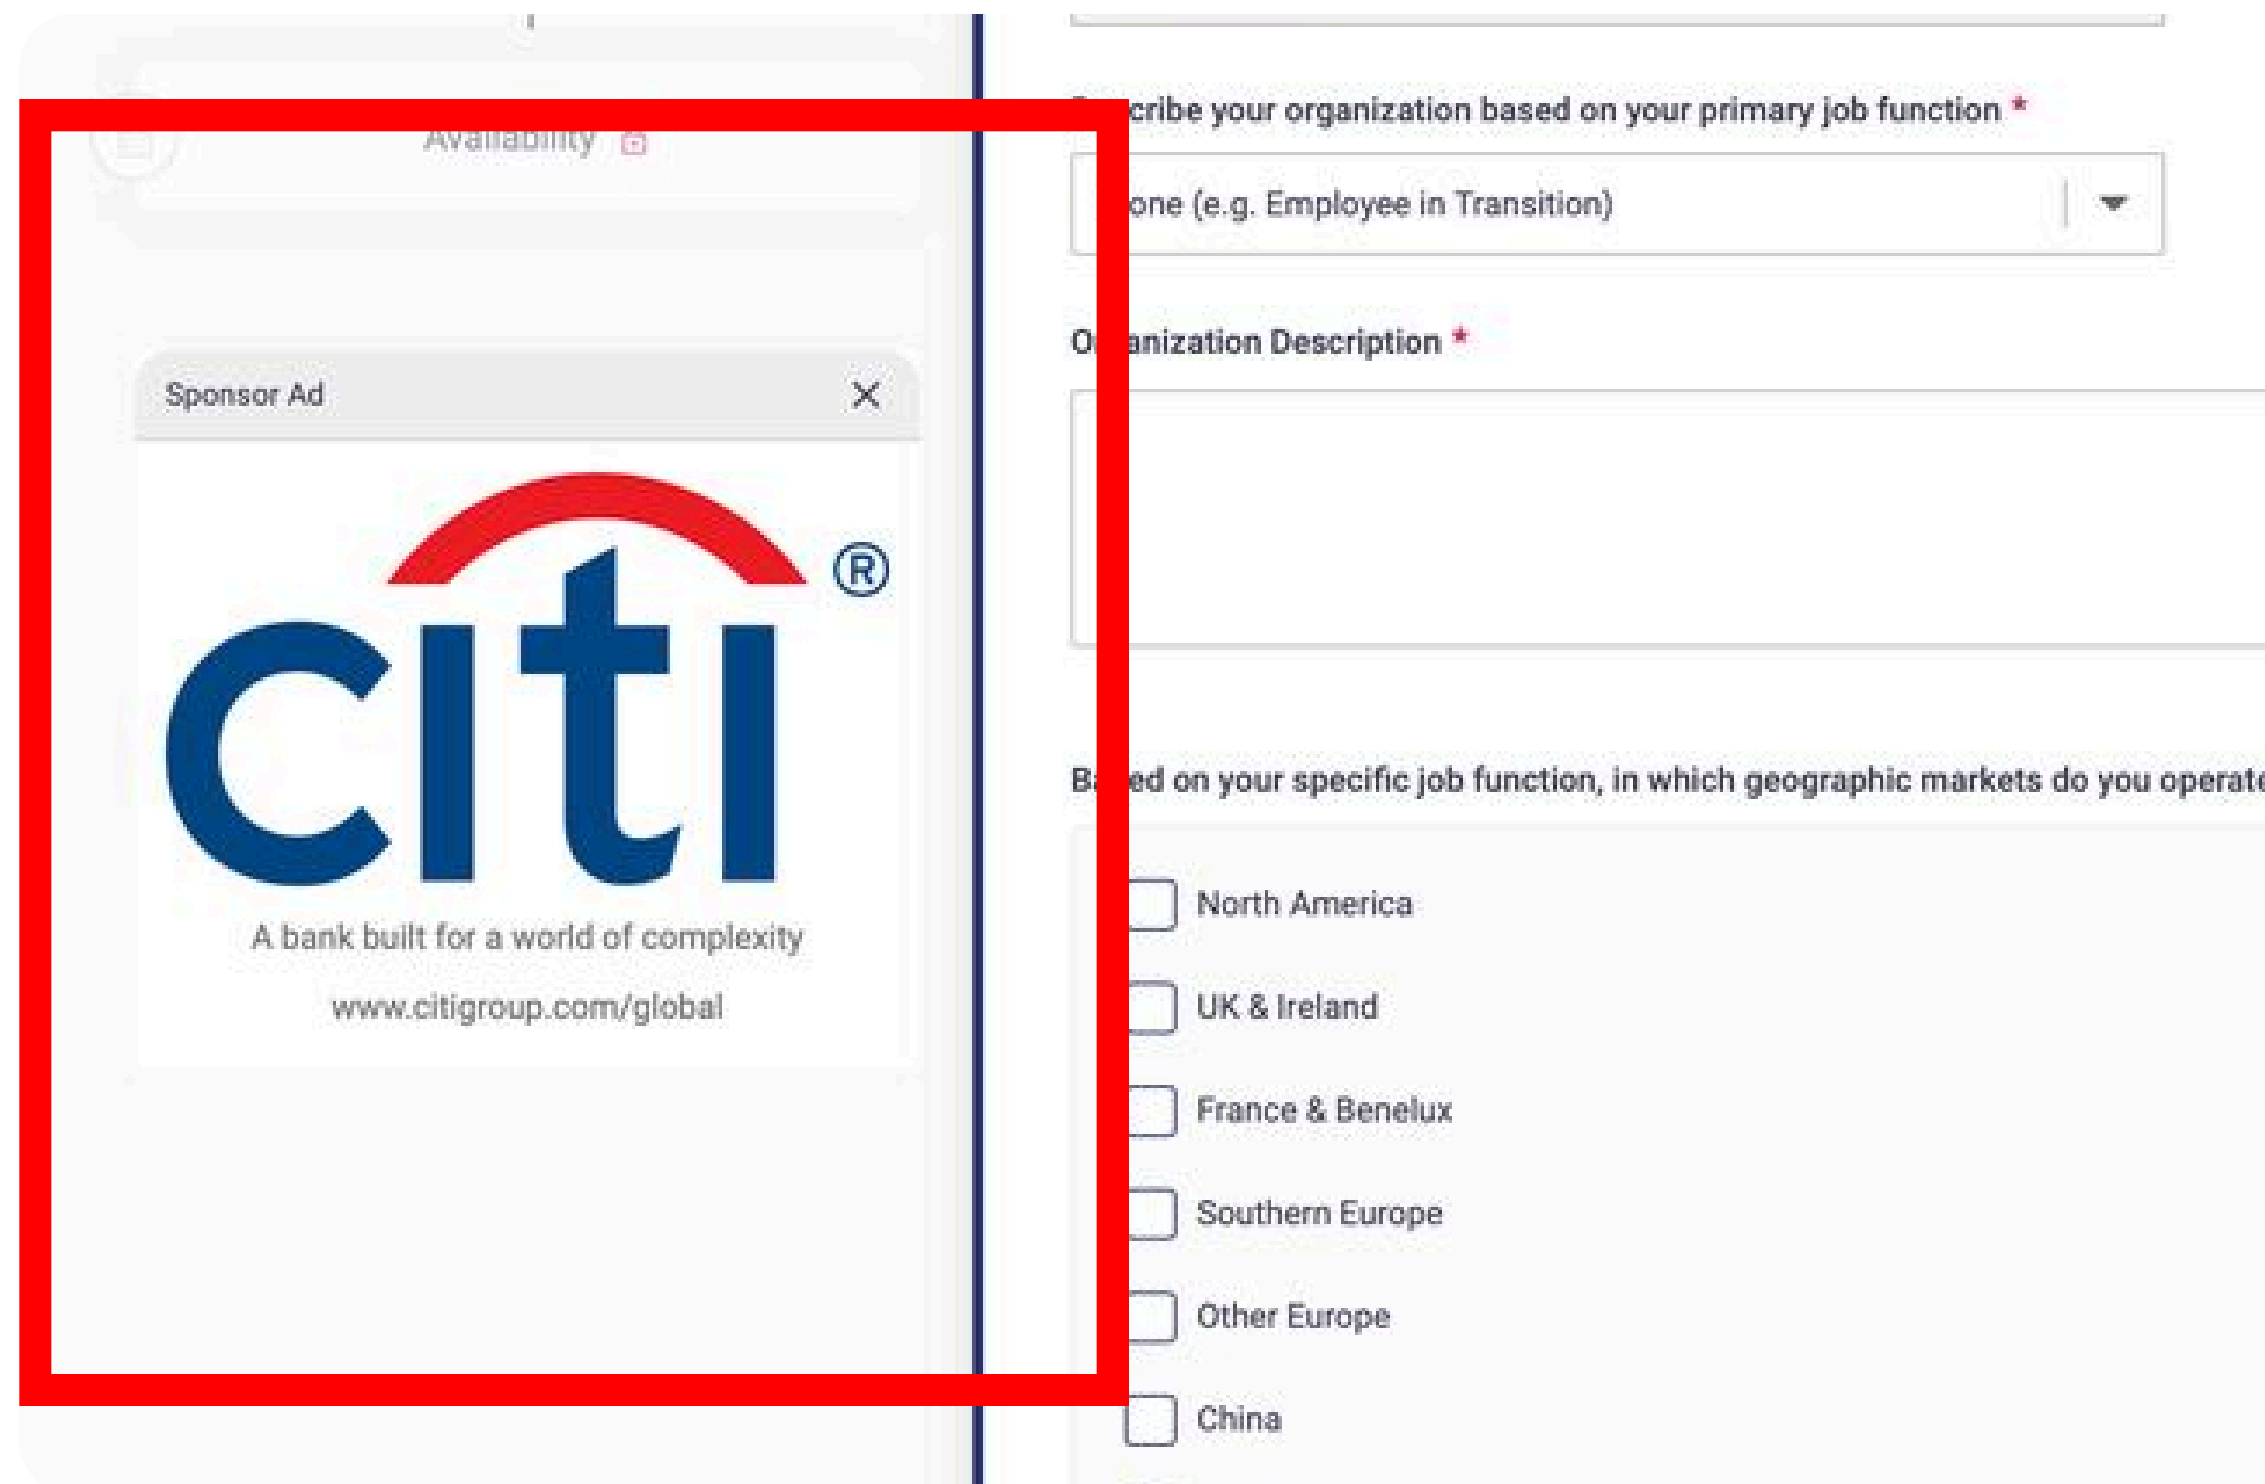 Availability
Sponsor Ad
citi®
A bank built for a world of complexity
www.citigroup.com/global
cribe your organization based on your primary job function *
one (e.g. Employee in Transition)
O anization Description *
Ba ed on your specific job function, in which geographic markets do you operate
North America
UK & Ireland
France & Benelux
Southern Europe
Other Europe
China